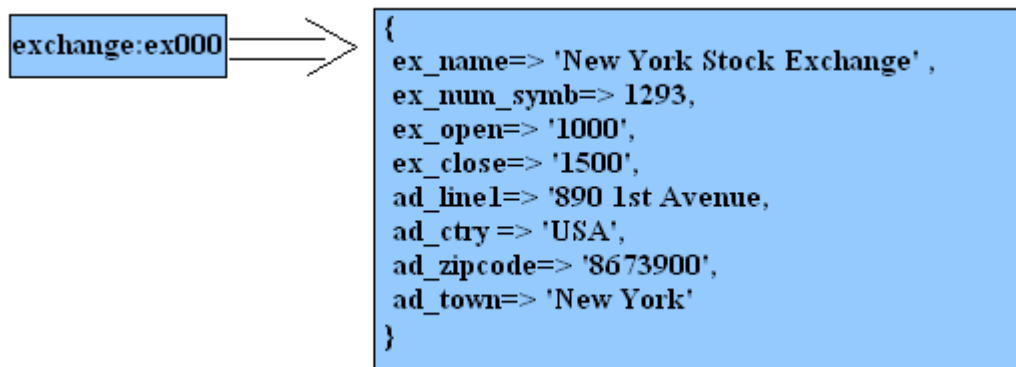 exchange:ex000
{
ex_name=> 'New York Stock Exchange' ,
ex_num_symb=> 1293,
ex_open=> '1000',
ex_close=> '1500',
ad_line1=> '890 1st Avenue,
ad_ctry => 'USA',
ad_zipcode=> '8673900',
ad_town=> 'New York'
}